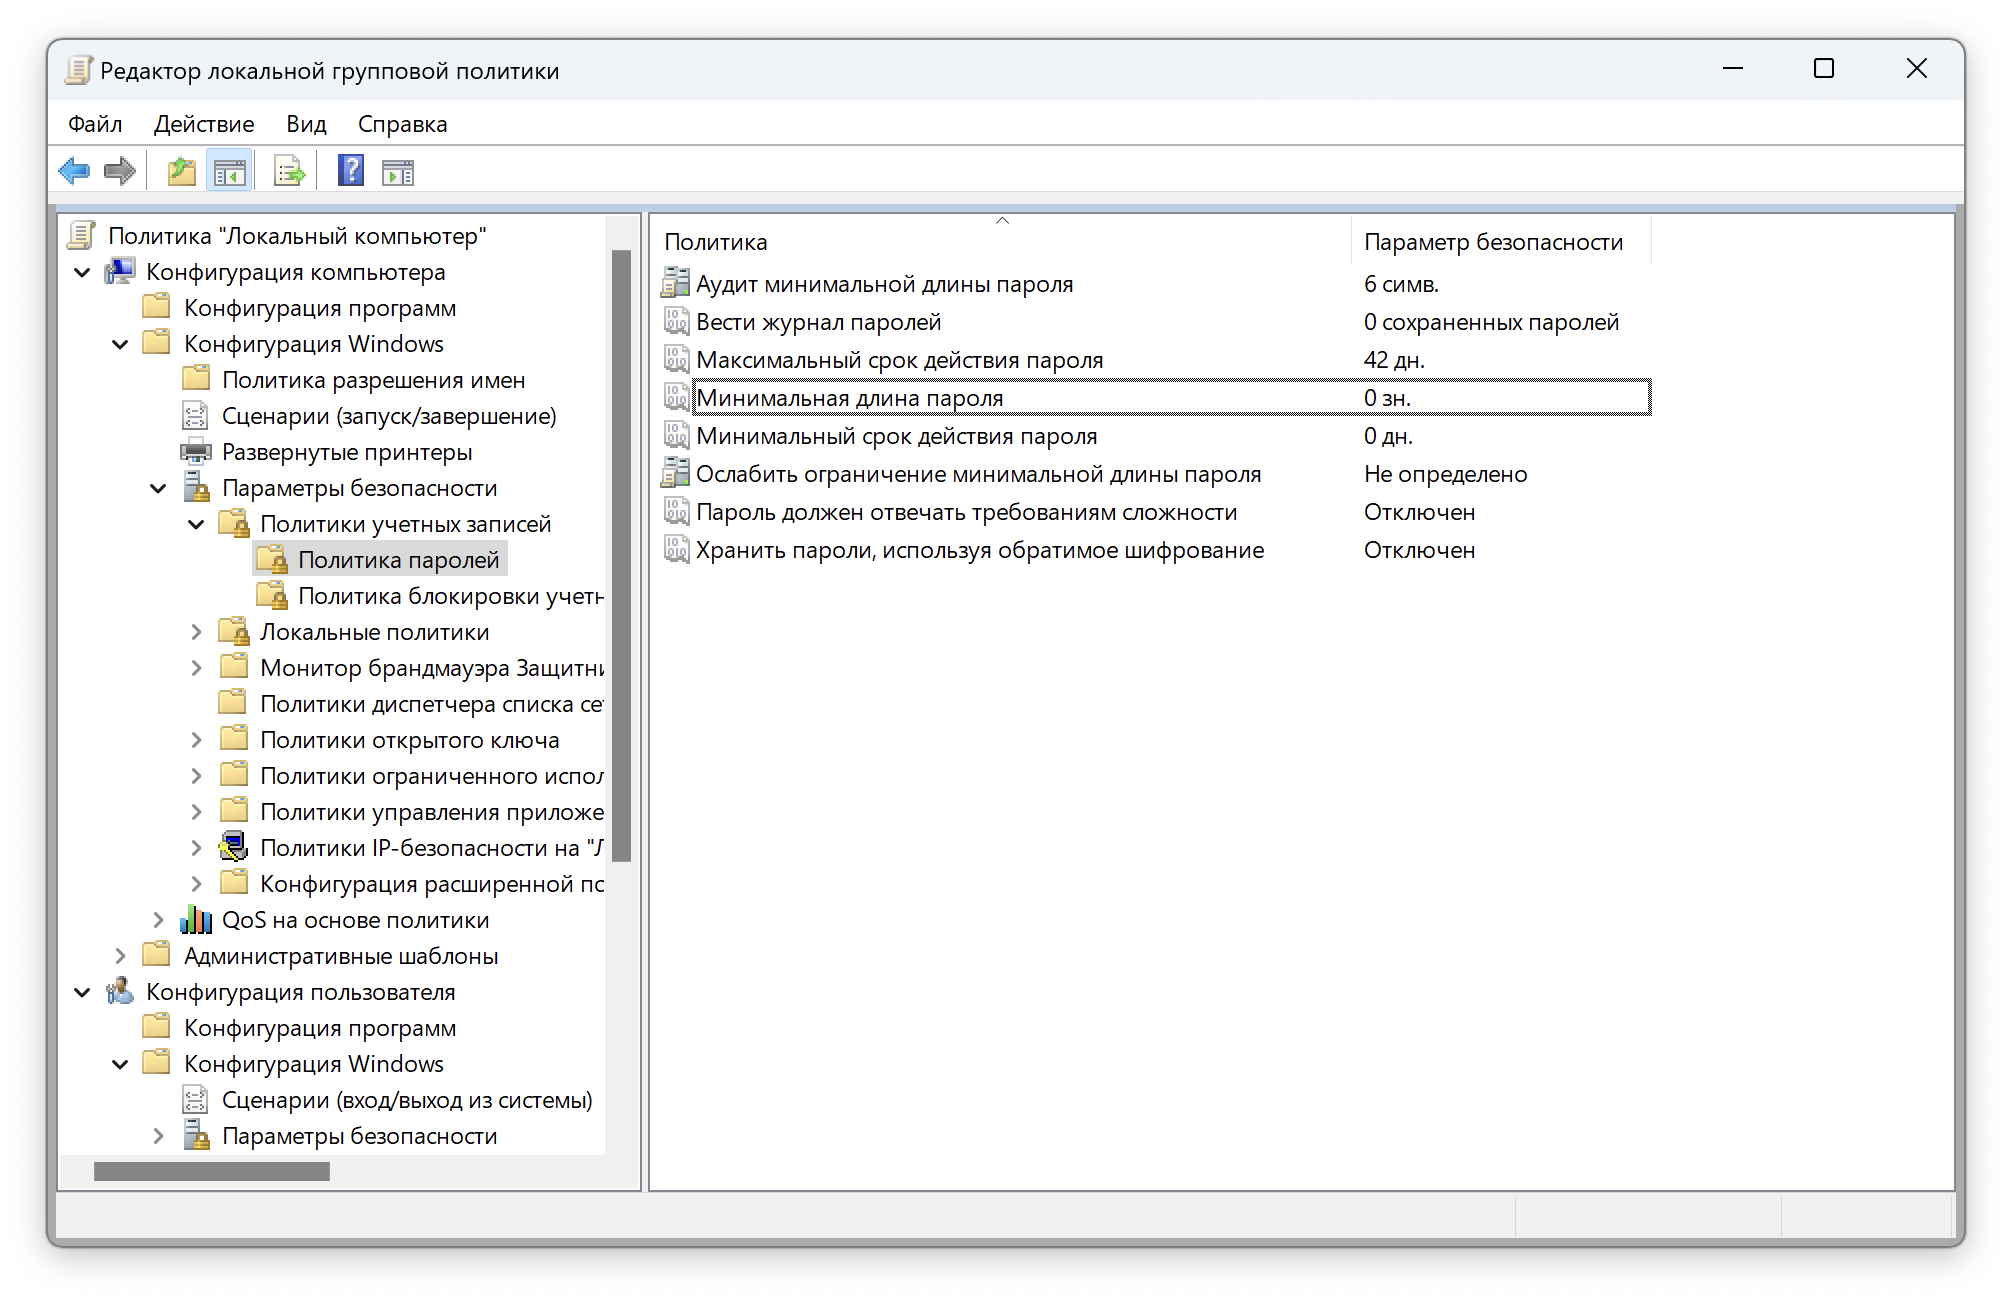 Редактор локальной групповой политики
Файл Действие Вид Справка
Политика "Локальный компьютер"
Конфигурация компьютера
Конфигурация программ
Конфигурация Windows
Политика разрешения имен
Сценарии (запуск/завершение)
Развернутые принтеры
Параметры безопасности
Политики учетных записей
Политика паролей
Политика блокировки учетн
Локальные политики
Монитор брандмауэра Защитни
Политики диспетчера списка сет
Политики открытого ключа
Политики ограниченного испол
Политики управления приложе
Политики IP-безопасности на "Л
Конфигурация расширенной по
QoS на основе политики
Административные шаблоны
Конфигурация пользователя
Конфигурация программ
Конфигурация Windows
Сценарии (вход/выход из системы)
Параметры безопасности
Политика Параметр безопасности
Аудит минимальной длины пароля 6 симв.
Вести журнал паролей 0 сохраненных паролей
Максимальный срок действия пароля 42 дн.
Минимальная длина пароля 0 зн.
Минимальный срок действия пароля 0 дн.
Ослабить ограничение минимальной длины пароля Не определено
Пароль должен отвечать требованиям сложности Отключен
Хранить пароли, используя обратимое шифрование Отключен